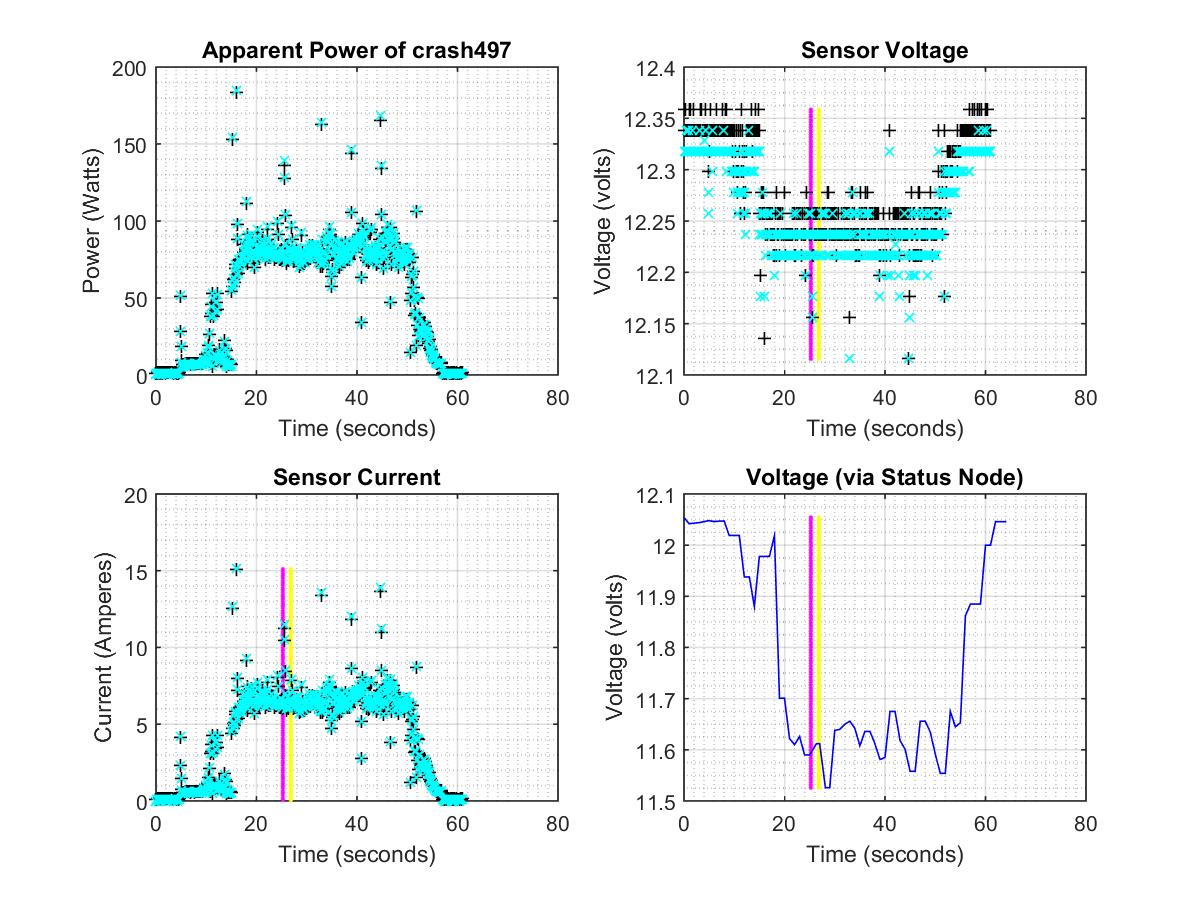 Apparent Power of crash497
200
150
100
50
0
0 20 40 60 80
Power (Watts)
Time (seconds)
Sensor Voltage
12.4
12.35
12.3
12.25
12.2
12.15
12.1
0 20 40 60 80
Voltage (volts)
Time (seconds)
Sensor Current
20
15
10
5
0
0 20 40 60 80
Current (Amperes)
Time (seconds)
Voltage (via Status Node)
12.1
12
11.9
11.8
11.7
11.6
11.5
0 20 40 60 80
Voltage (volts)
Time (seconds)